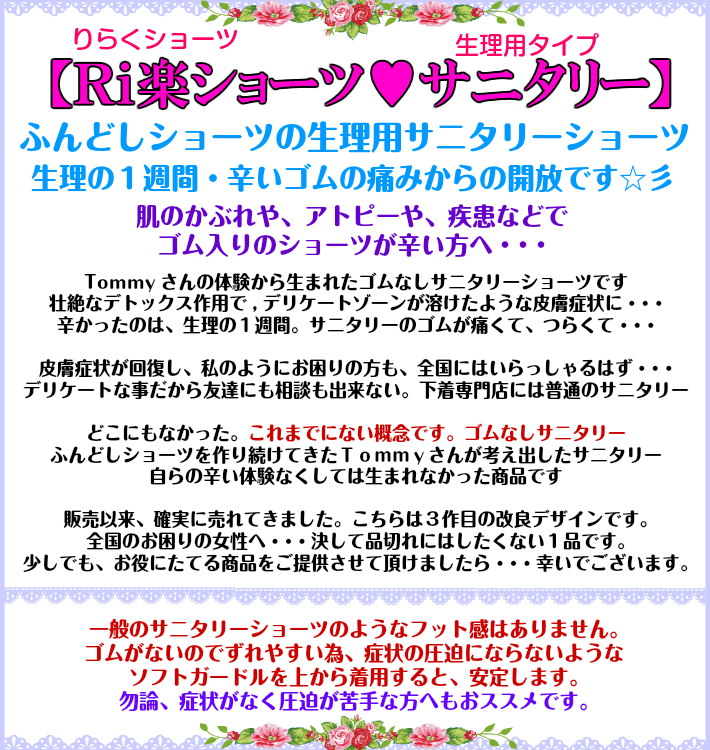 りらくショーツ
生理用タイプ
【Ri楽ショーツ♥サニタリー】
ふんどしショーツの生理用サニタリーショーツ
生理の１週間・辛いゴムの痛みからの開放です☆彡
肌のかぶれや、アトピーや、疾患などで
ゴム入りのショーツが辛い方へ・・・
Tommyさんの体験から生まれたゴムなしサニタリーショーツです
壮絶なデトックス作用で，デリケートゾーンが溶けたような皮膚症状に・・・
辛かったのは、生理の１週間。サニタリーのゴムが痛くて、つらくて・・・
皮膚症状が回復し、私のようにお困りの方も、全国にはいらっしゃるはず・・・
デリケートな事だから友達にも相談も出来ない。下着専門店には普通のサニタリー
どこにもなかった。これまでにない概念です。ゴムなしサニタリー
ふんどしショーツを作り続けてきたＴｏｍｍｙさんが考え出したサニタリー
自らの辛い体験なくしては生まれなかった商品です
販売以来、確実に売れてきました。こちらは３作目の改良デザインです。
全国のお困りの女性へ・・・決して品切れにはしたくない１品です。
少しでも、お役にたてる商品をご提供させて頂けましたら・・・幸いでございます。
一般のサニタリーショーツのようなフット感はありません。
ゴムがないのでずれやすい為、症状の圧迫にならないような
ソフトガードルを上から着用すると、安定します。
勿論、症状がなく圧迫が苦手な方へもおススメです。